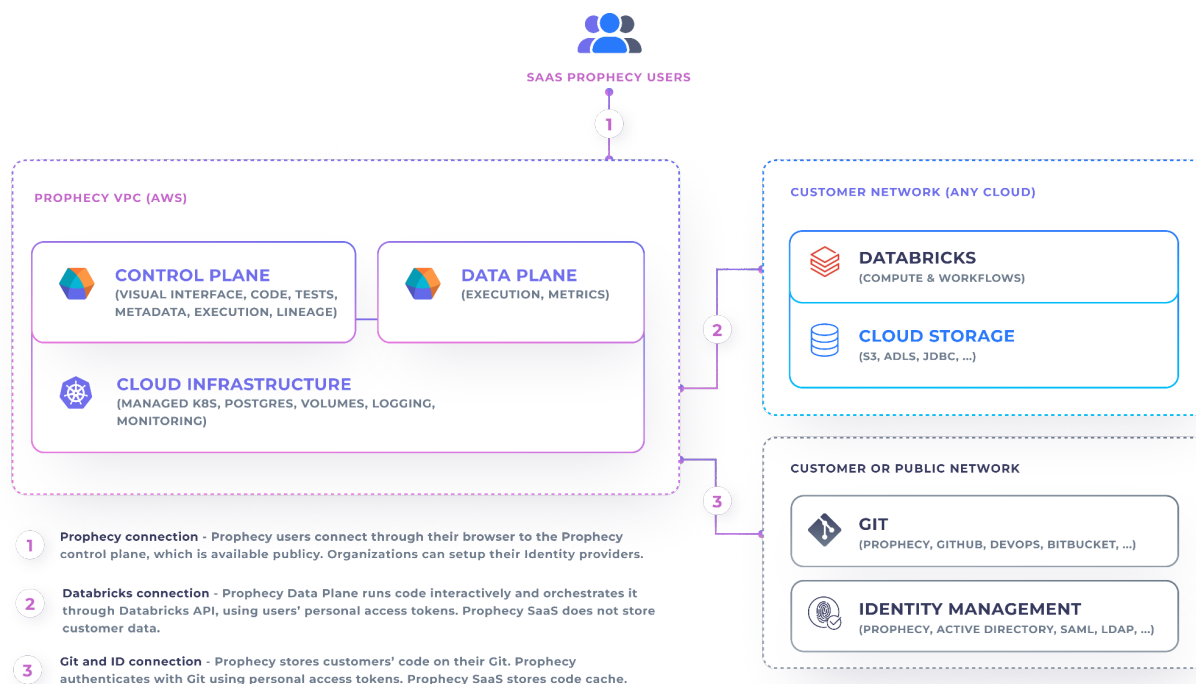 SAAS PROPHECY USERS
1
PROPHECY VPC (AWS)
CONTROL PLANE
(VISUAL INTERFACE, CODE, TESTS,
METADATA, EXECUTION, LINEAGE)
DATA PLANE
(EXECUTION, METRICS)
CLOUD INFRASTRUCTURE
(MANAGED K8S, POSTGRES, VOLUMES, LOGGING,
MONITORING)
2
3
CUSTOMER NETWORK (ANY CLOUD)
DATABRICKS
(COMPUTE & WORKFLOWS)
CLOUD STORAGE
(S3, ADLS, JDBC, ...)
CUSTOMER OR PUBLIC NETWORK
GIT
(PROPHECY, GITHUB, DEVOPS, BITBUCKET, ...)
IDENTITY MANAGEMENT
(PROPHECY, ACTIVE DIRECTORY, SAML, LDAP, ...)
1
Prophecy connection - Prophecy users connect through their browser to the Prophecy
control plane, which is available publicy. Organizations can setup their Identity providers.
2
Databricks connection - Prophecy Data Plane runs code interactively and orchestrates it
through Databricks API, using users' personal access tokens. Prophecy SaaS does not store
customer data.
3
Git and ID connection - Prophecy stores customers' code on their Git. Prophecy
authenticates with Git using personal access tokens. Prophecy SaaS stores code cache.